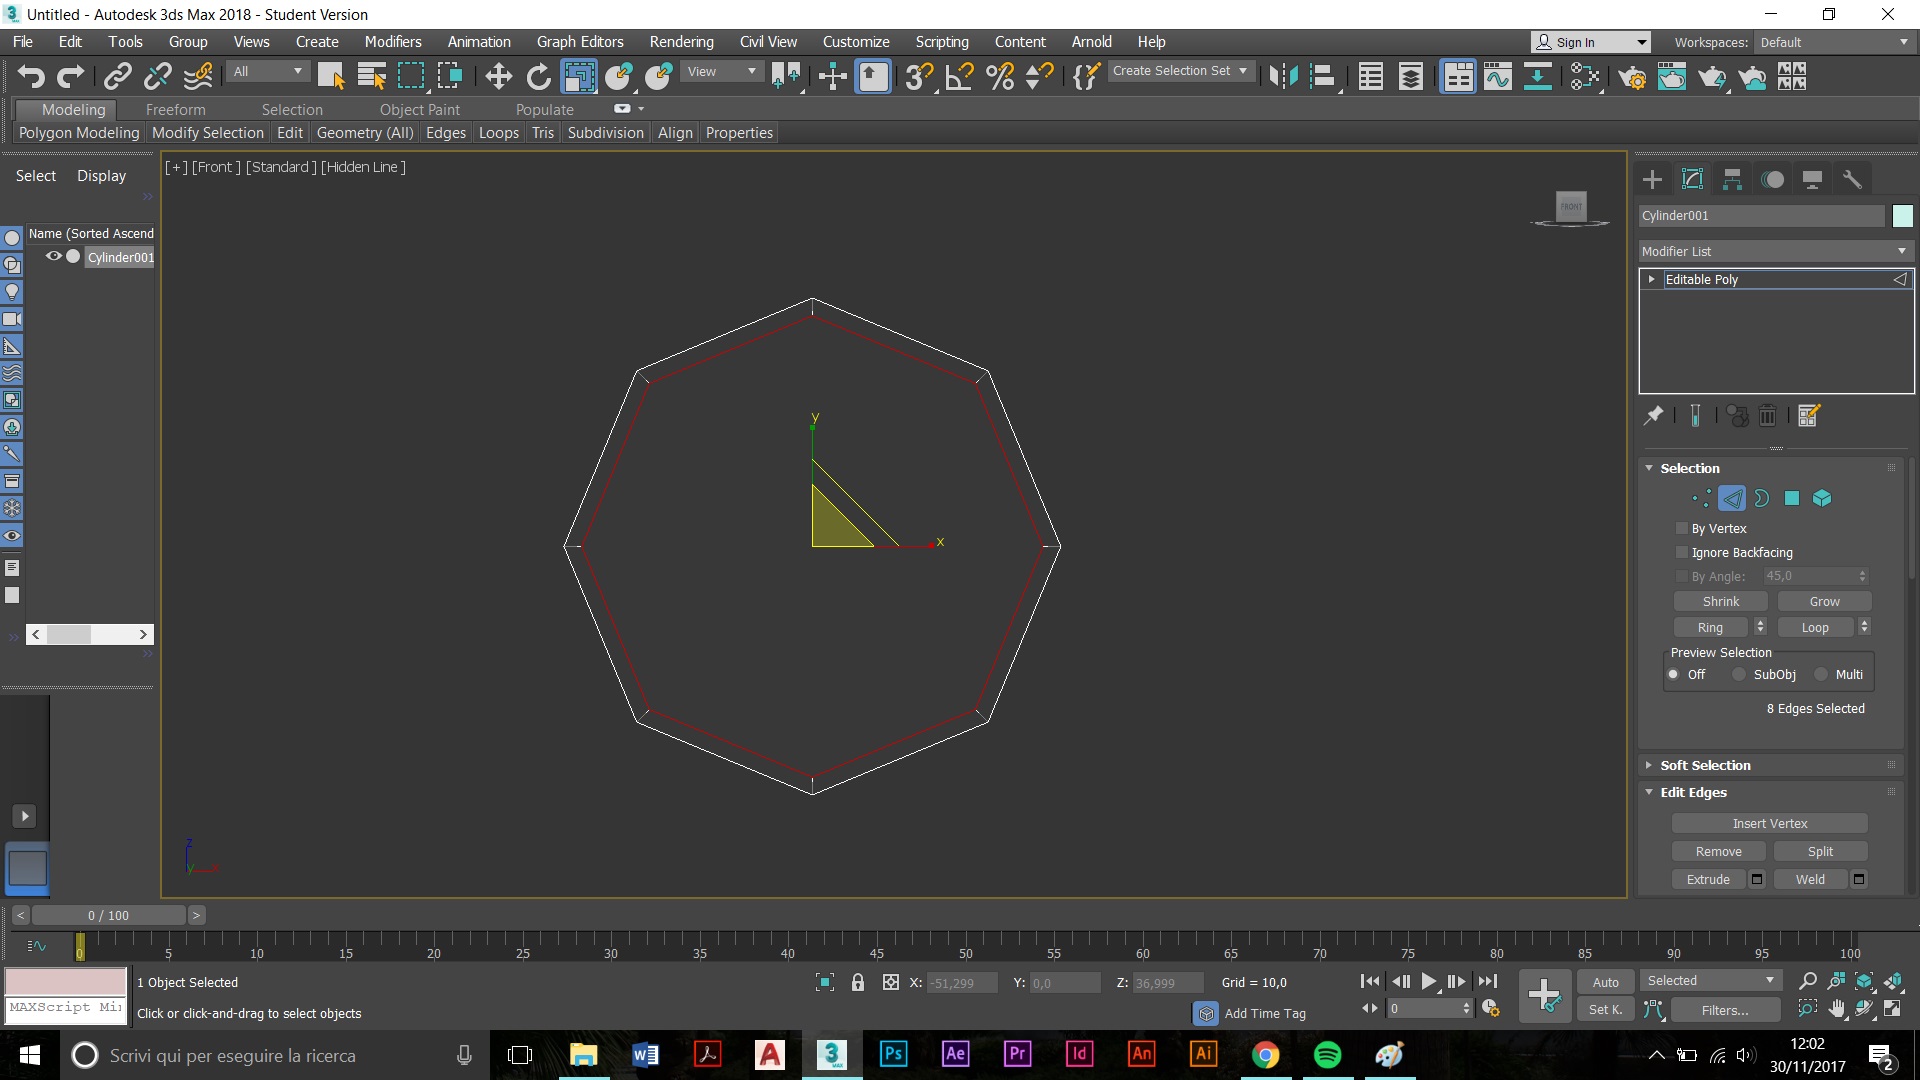 Untitled - Autodesk 3ds Max 2018 - Student Version
File Edit Tools Group Views Create Modifiers Animation Graph Editors Rendering Civil View Customize Scripting Content Arnold Help
Sign In Workspaces: Default
All View Create Selection Set
Modeling Freeform Selection Object Paint Populate
Polygon Modeling Modify Selection Edit Geometry (All) Edges Loops Tris Subdivision Align Properties
[+] [Front ] [Standard ] [Hidden Line ]
Select Display
Name (Sorted Ascend
Cylinder001
FRONT
y
x
z
y
x
Cylinder001
Modifier List
Editable Poly
Selection
By Vertex
Ignore Backfacing
By Angle: 45,0
Shrink Grow
Ring Loop
Preview Selection
Off SubObj Multi
8 Edges Selected
Soft Selection
Edit Edges
Insert Vertex
Remove Split
Extrude Weld
< 0 / 100 >
0 5 10 15 20 25 30 35 40 45 50 55 60 65 70 75 80 85 90 95 100
1 Object Selected X: -51,299 Y: 0,0 Z: 36,999 Grid = 10,0 Auto Selected
MAXScript Mi
Click or click-and-drag to select objects Add Time Tag 0 Set K. Filters...
Scrivi qui per eseguire la ricerca
Ps Ae Pr Id An Ai
12:02
30/11/2017
2